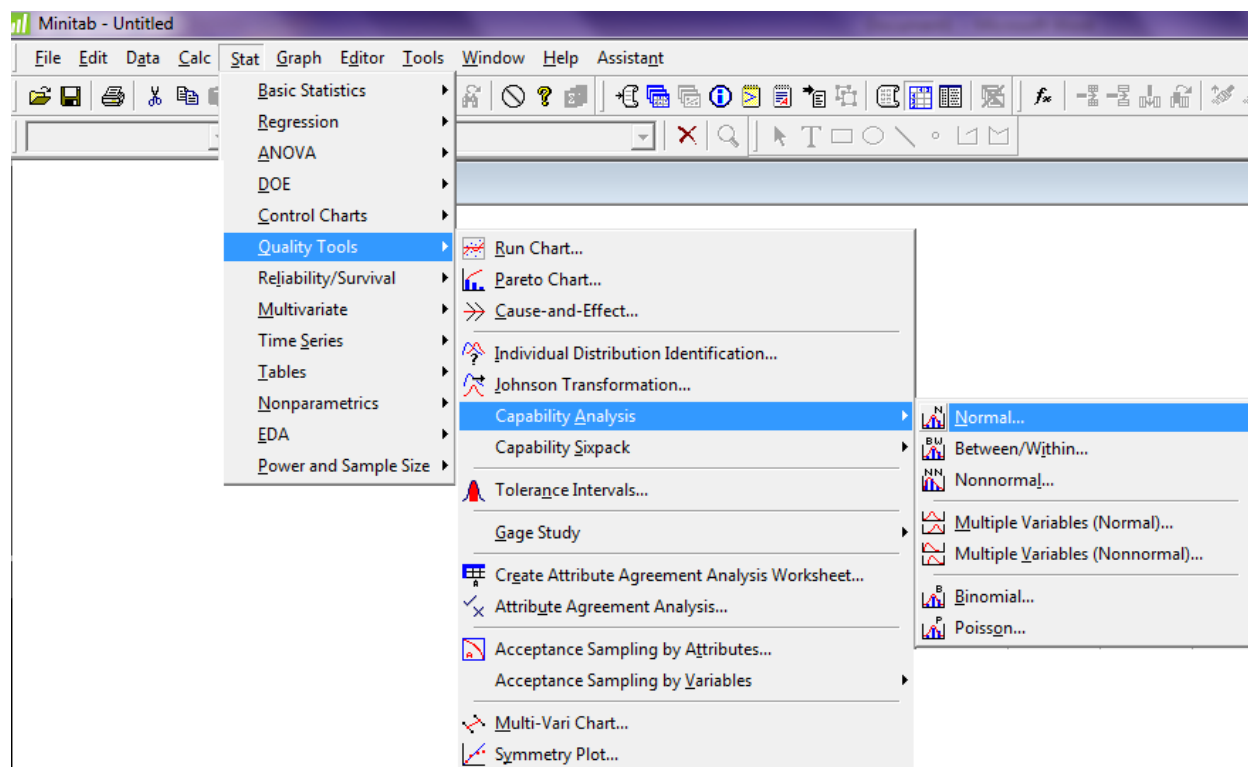 Minitab - Untitled
File Edit Data Calc Stat Graph Editor Tools Window Help Assistant
Basic Statistics
Regression
ANOVA
DOE
Control Charts
Quality Tools
Reliability/Survival
Multivariate
Time Series
Tables
Nonparametrics
EDA
Power and Sample Size
Run Chart...
Pareto Chart...
Cause-and-Effect...
Individual Distribution Identification...
Johnson Transformation...
Capability Analysis
Capability Sixpack
Tolerance Intervals...
Gage Study
Create Attribute Agreement Analysis Worksheet...
Attribute Agreement Analysis...
Acceptance Sampling by Attributes...
Acceptance Sampling by Variables
Multi-Vari Chart...
Symmetry Plot...
Normal...
Between/Within...
Nonnormal...
Multiple Variables (Normal)...
Multiple Variables (Nonnormal)...
Binomial...
Poisson...